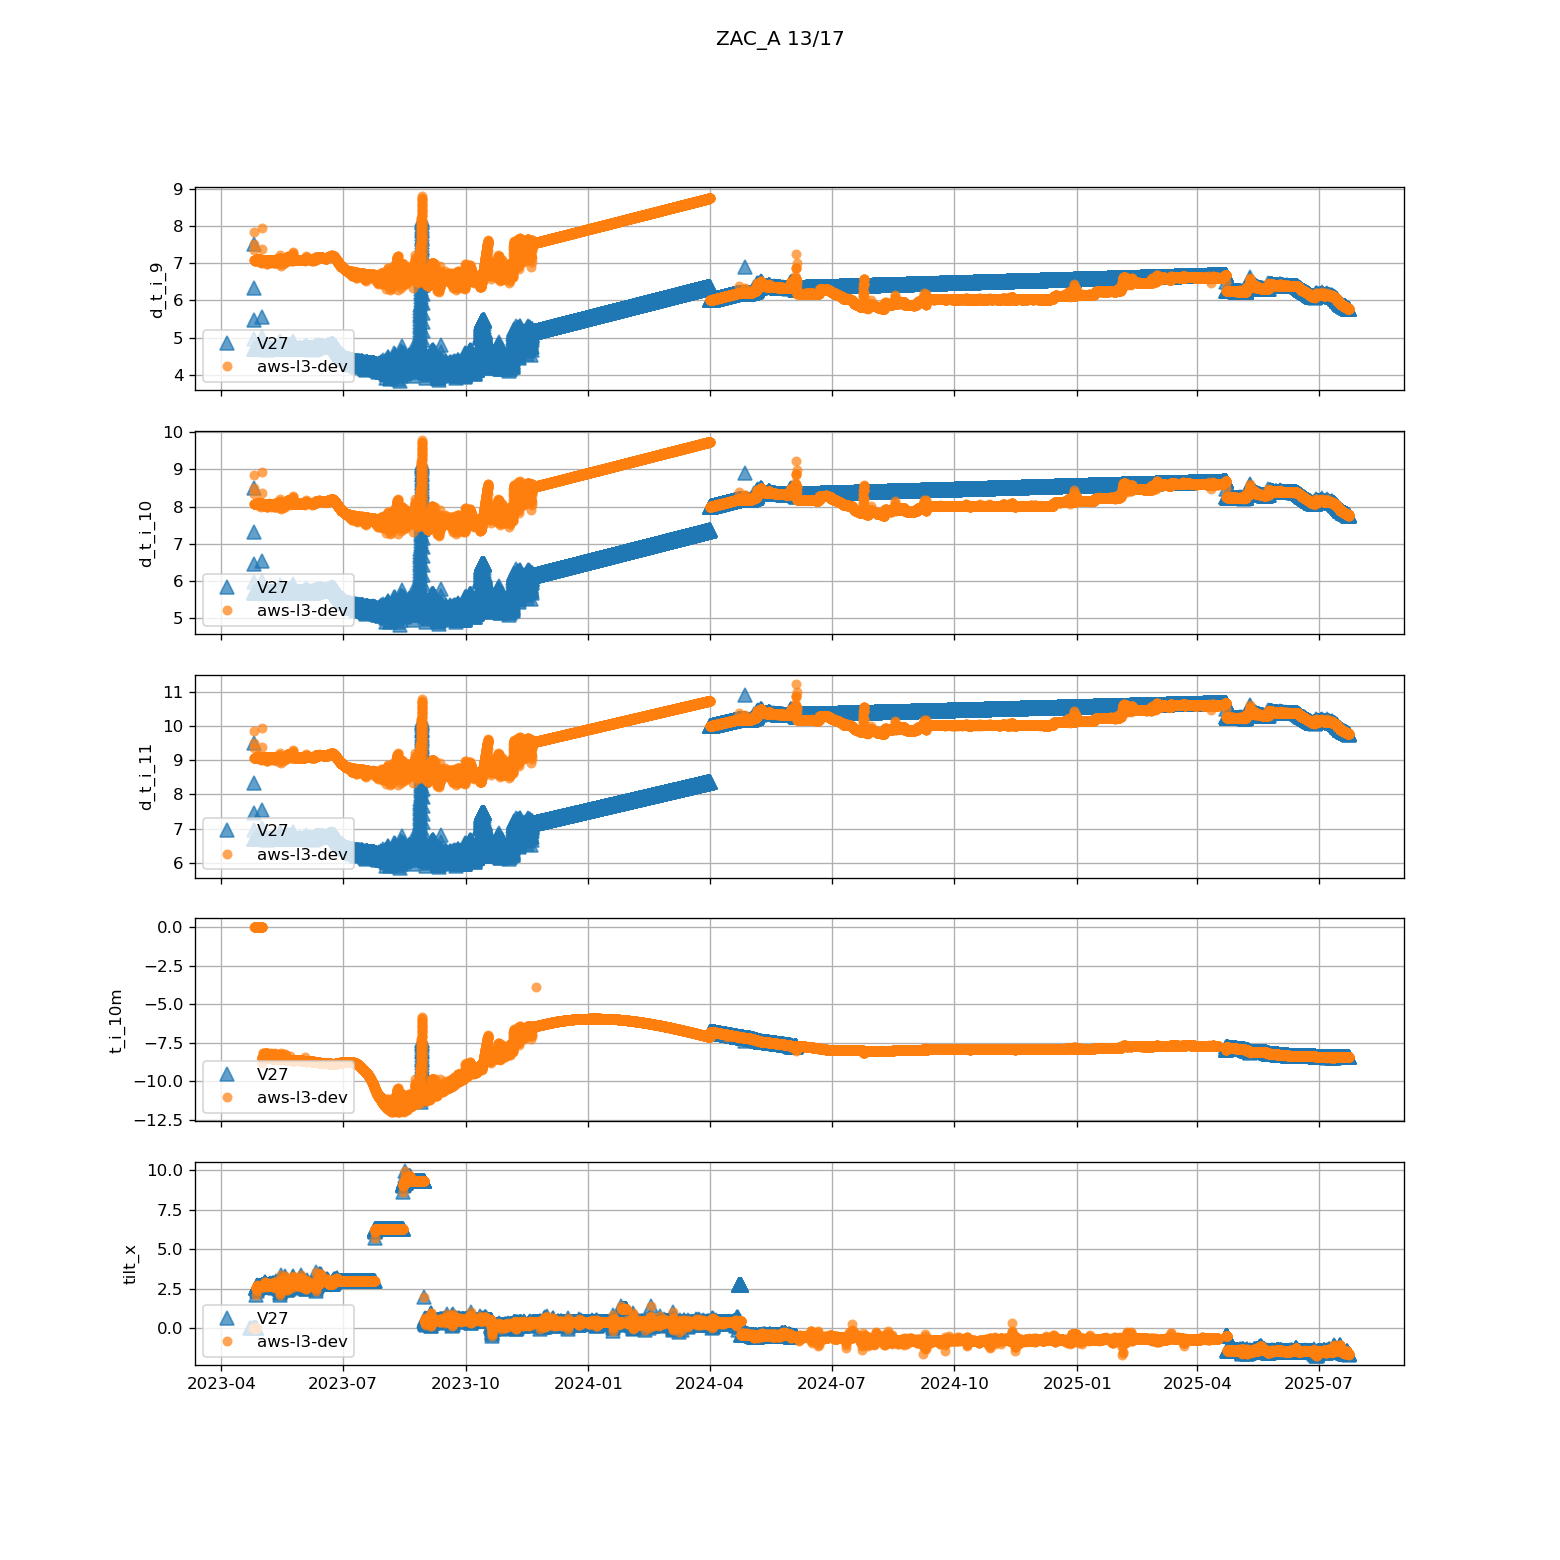 ZAC_A 13/17
9
8
7
6
5
4
d_t_i_9
V27
aws-l3-dev
10
9
8
7
6
5
d_t_i_10
V27
aws-l3-dev
11
10
9
8
7
6
d_t_i_11
V27
aws-l3-dev
0.0
−2.5
−5.0
−7.5
−10.0
−12.5
t_i_10m
V27
aws-l3-dev
10.0
7.5
5.0
2.5
0.0
tilt_x
V27
aws-l3-dev
2023-04 2023-07 2023-10 2024-01 2024-04 2024-07 2024-10 2025-01 2025-04 2025-07